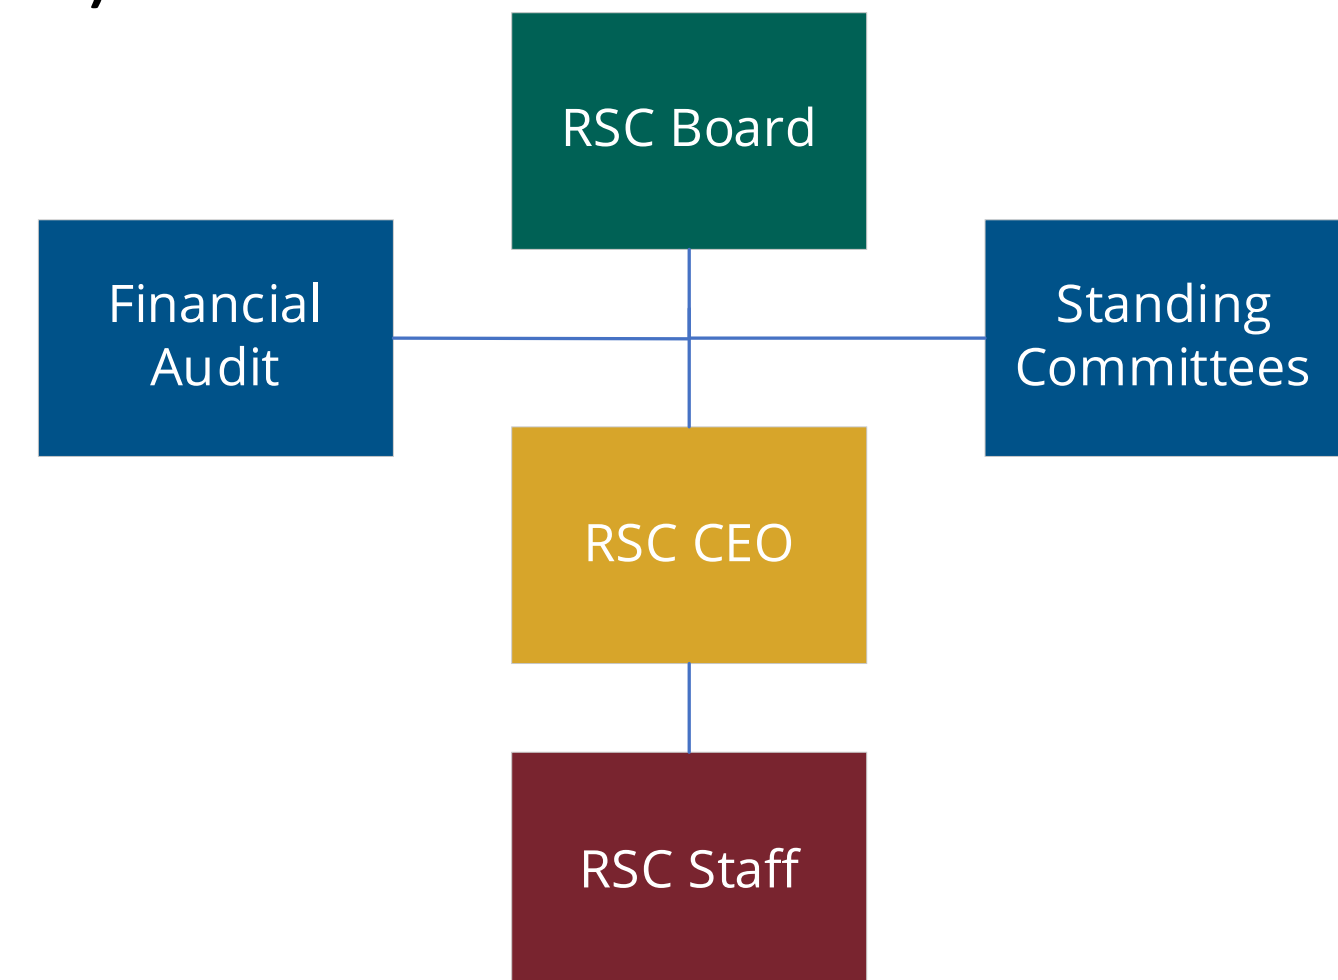 RSC Board
Financial
Audit
Standing
Committees
RSC CEO
RSC Staff